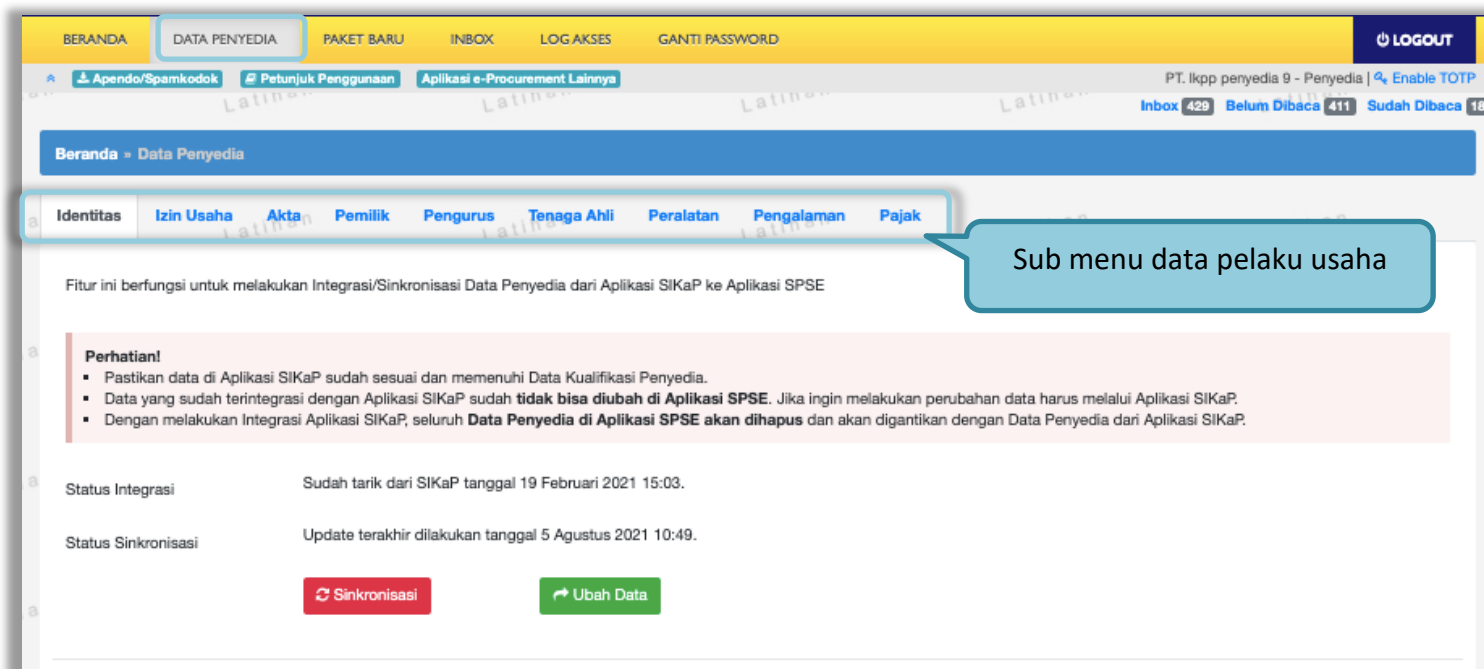 BERANDA DATA PENYEDIA PAKET BARU INBOX LOG AKSES GANTI PASSWORD LOGOUT
Apendo/Spamkodok Petunjuk Penggunaan Aplikasi e-Procurement Lainnya PT. lkpp penyedia 9 - Penyedia | Enable TOTP
Latihan Latihan Latihan Latihan Inbox 429 Belum Dibaca 411 Sudah Dibaca 18
Beranda » Data Penyedia
Identitas Izin Usaha Akta Pemilik Pengurus Tenaga Ahli Peralatan Pengalaman Pajak
Sub menu data pelaku usaha
Fitur ini berfungsi untuk melakukan Integrasi/Sinkronisasi Data Penyedia dari Aplikasi SIKaP ke Aplikasi SPSE
Perhatian!
▪ Pastikan data di Aplikasi SIKaP sudah sesuai dan memenuhi Data Kualifikasi Penyedia.
▪ Data yang sudah terintegrasi dengan Aplikasi SIKaP sudah tidak bisa diubah di Aplikasi SPSE. Jika ingin melakukan perubahan data harus melalui Aplikasi SIKaP.
▪ Dengan melakukan Integrasi Aplikasi SIKaP, seluruh Data Penyedia di Aplikasi SPSE akan dihapus dan akan digantikan dengan Data Penyedia dari Aplikasi SIKaP.
Status Integrasi Sudah tarik dari SIKaP tanggal 19 Februari 2021 15:03.
Status Sinkronisasi Update terakhir dilakukan tanggal 5 Agustus 2021 10:49.
Sinkronisasi Ubah Data